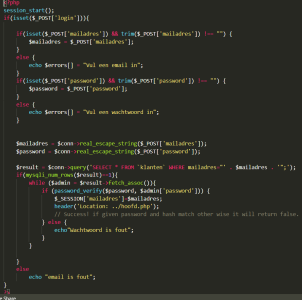 <?php
session_start();
if(isset($_POST['login'])){
if(isset($_POST['mailadres']) && trim($_POST['mailadres']) !== "") {
$mailadres = $_POST['mailadres'];
}
else {
echo $errors[] = "Vul een email in";
}
if(isset($_POST['password']) && trim($_POST['password']) !== "") {
$password = $_POST['password'];
}
else {
echo $errors[] = "Vul een wachtwoord in";
}
$mailadres = $conn->real_escape_string($_POST['mailadres']);
$password = $conn->real_escape_string($_POST['password']);
$result = $conn->query("SELECT * FROM `klanten` WHERE mailadres='" . $mailadres . "';");
if(mysqli_num_rows($result)==1){
while ($admin = $result->fetch_assoc()){
if (password_verify($password, $admin['password'])) {
$_SESSION['mailadres']=$mailadres;
header('Location: ../hoofd.php');
// Success! if given password and hash match other wise it will return false.
} else {
echo"Wachtwoord is fout";
}
}
}
else
echo "email is fout";
}
?>
Share